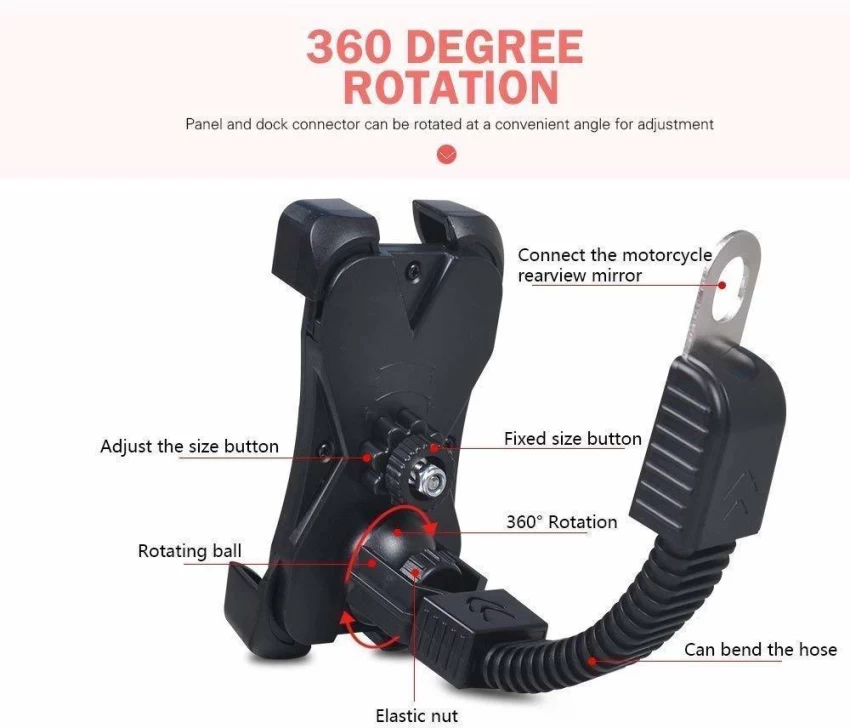 360 DEGREE
ROTATION
Panel and dock connector can be rotated at a convenient angle for adjustment
Connect the motorcycle
rearview mirror
Adjust the size button
Fixed size button
360° Rotation
Rotating ball
Can bend the hose
Elastic nut